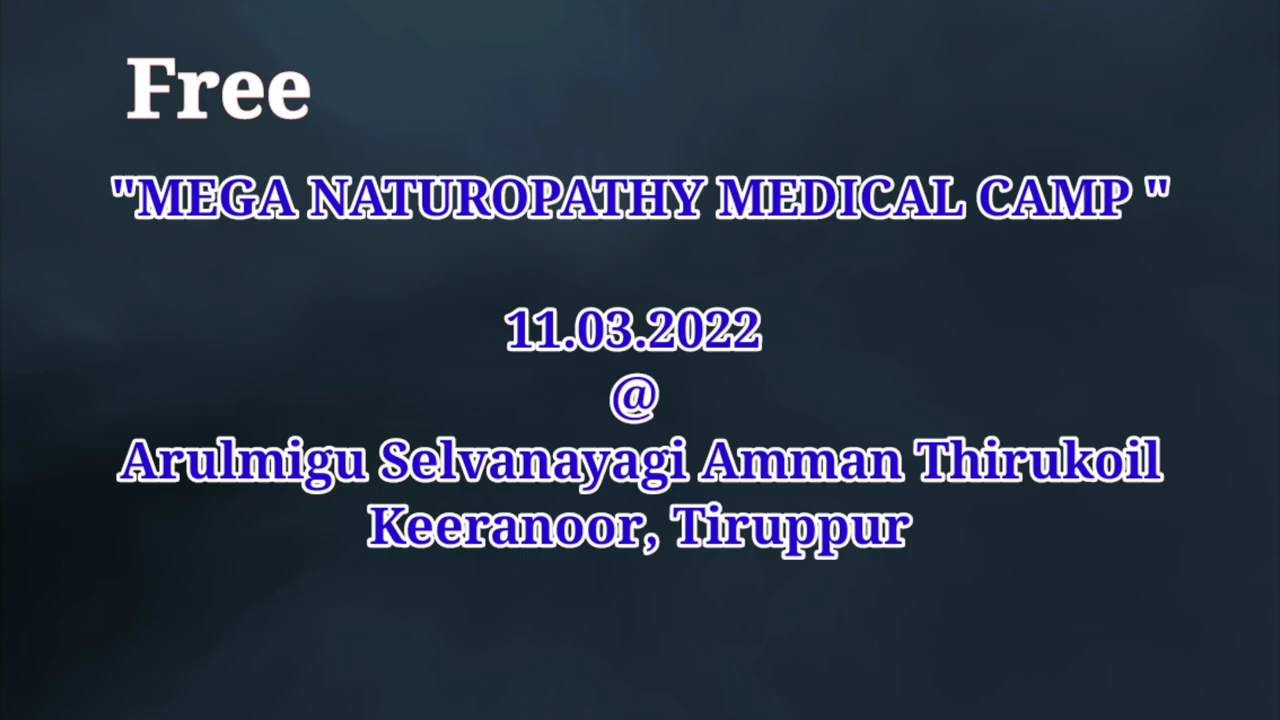 Free
"MEGA NATUROPATHY MEDICAL CAMP "
11.03.2022
@
Arulmigu Selvanayagi Amman Thirukoil
Keeranoor, Tiruppur